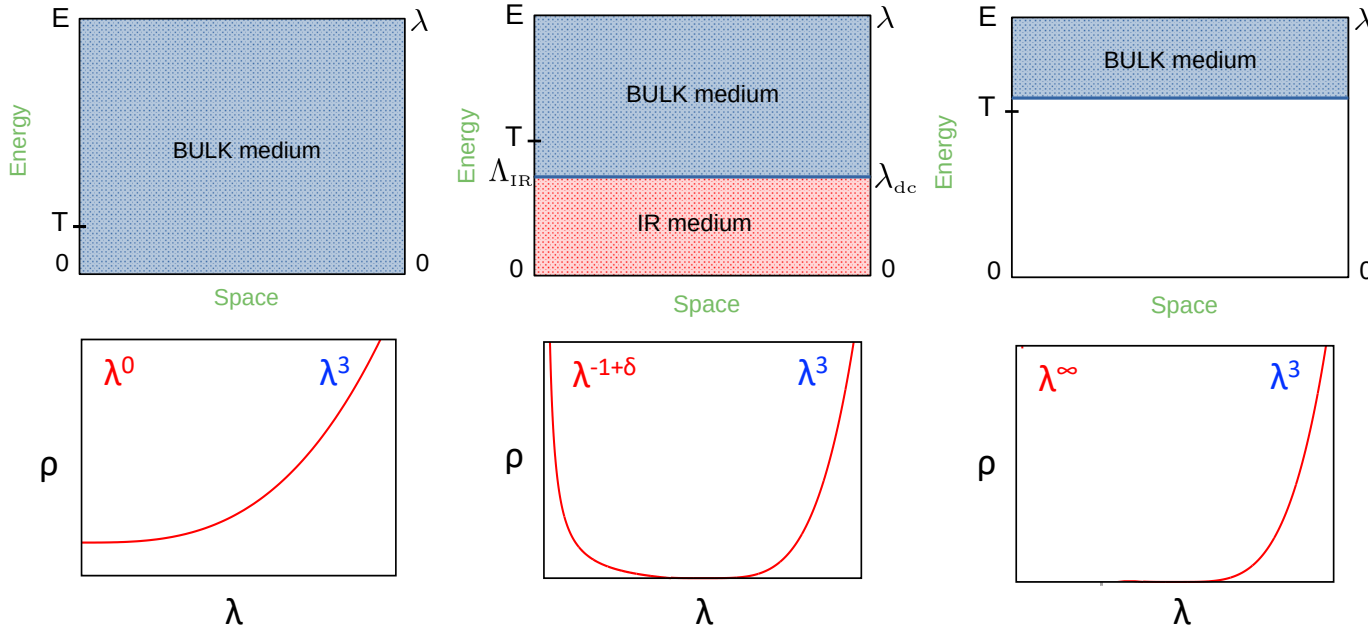 E
λ
Energy
BULK medium
T
0
0
Space
E
λ
Energy
BULK medium
T
Λ_IR
λ_dc
IR medium
0
0
Space
E
λ
Energy
BULK medium
T
0
0
Space
λ^0
λ^3
ρ
λ
λ^{-1+δ}
λ^3
ρ
λ
λ^∞
λ^3
ρ
λ